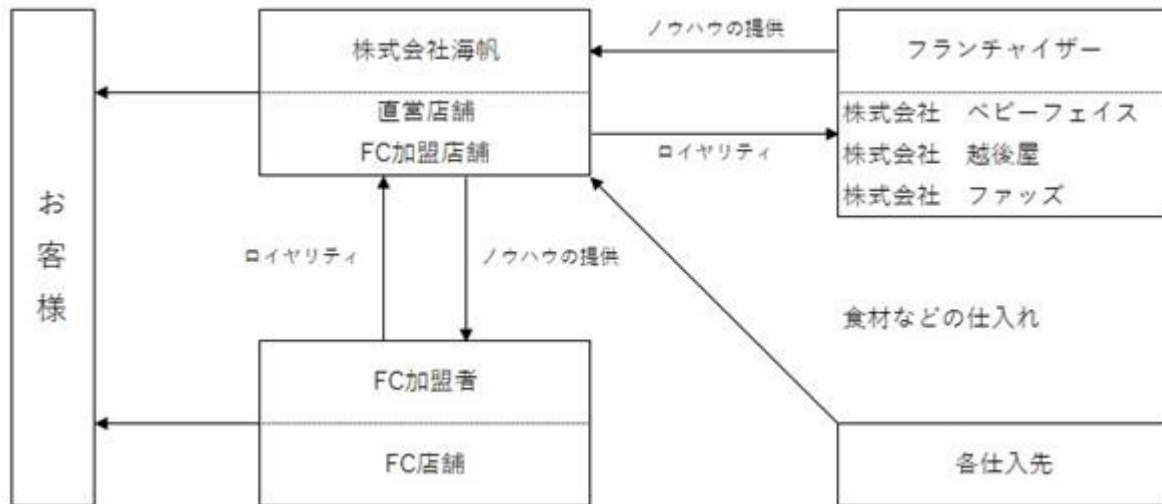 お客様
株式会社海帆
直営店舗
FC加盟店舗
ノウハウの提供
ロイヤリティ
フランチャイザー
株式会社　ベビーフェイス
株式会社　越後屋
株式会社　ファッズ
ロイヤリティ
ノウハウの提供
食材などの仕入れ
FC加盟者
FC店舗
各仕入先